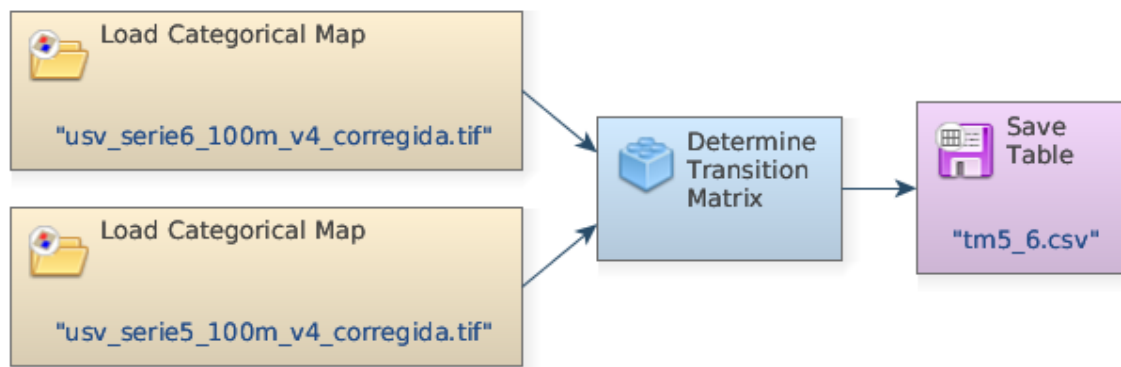 Load Categorical Map
"usv_serie6_100m_v4_corregida.tif"
Load Categorical Map
"usv_serie5_100m_v4_corregida.tif"
Determine
Transition
Matrix
Save
Table
"tm5_6.csv"